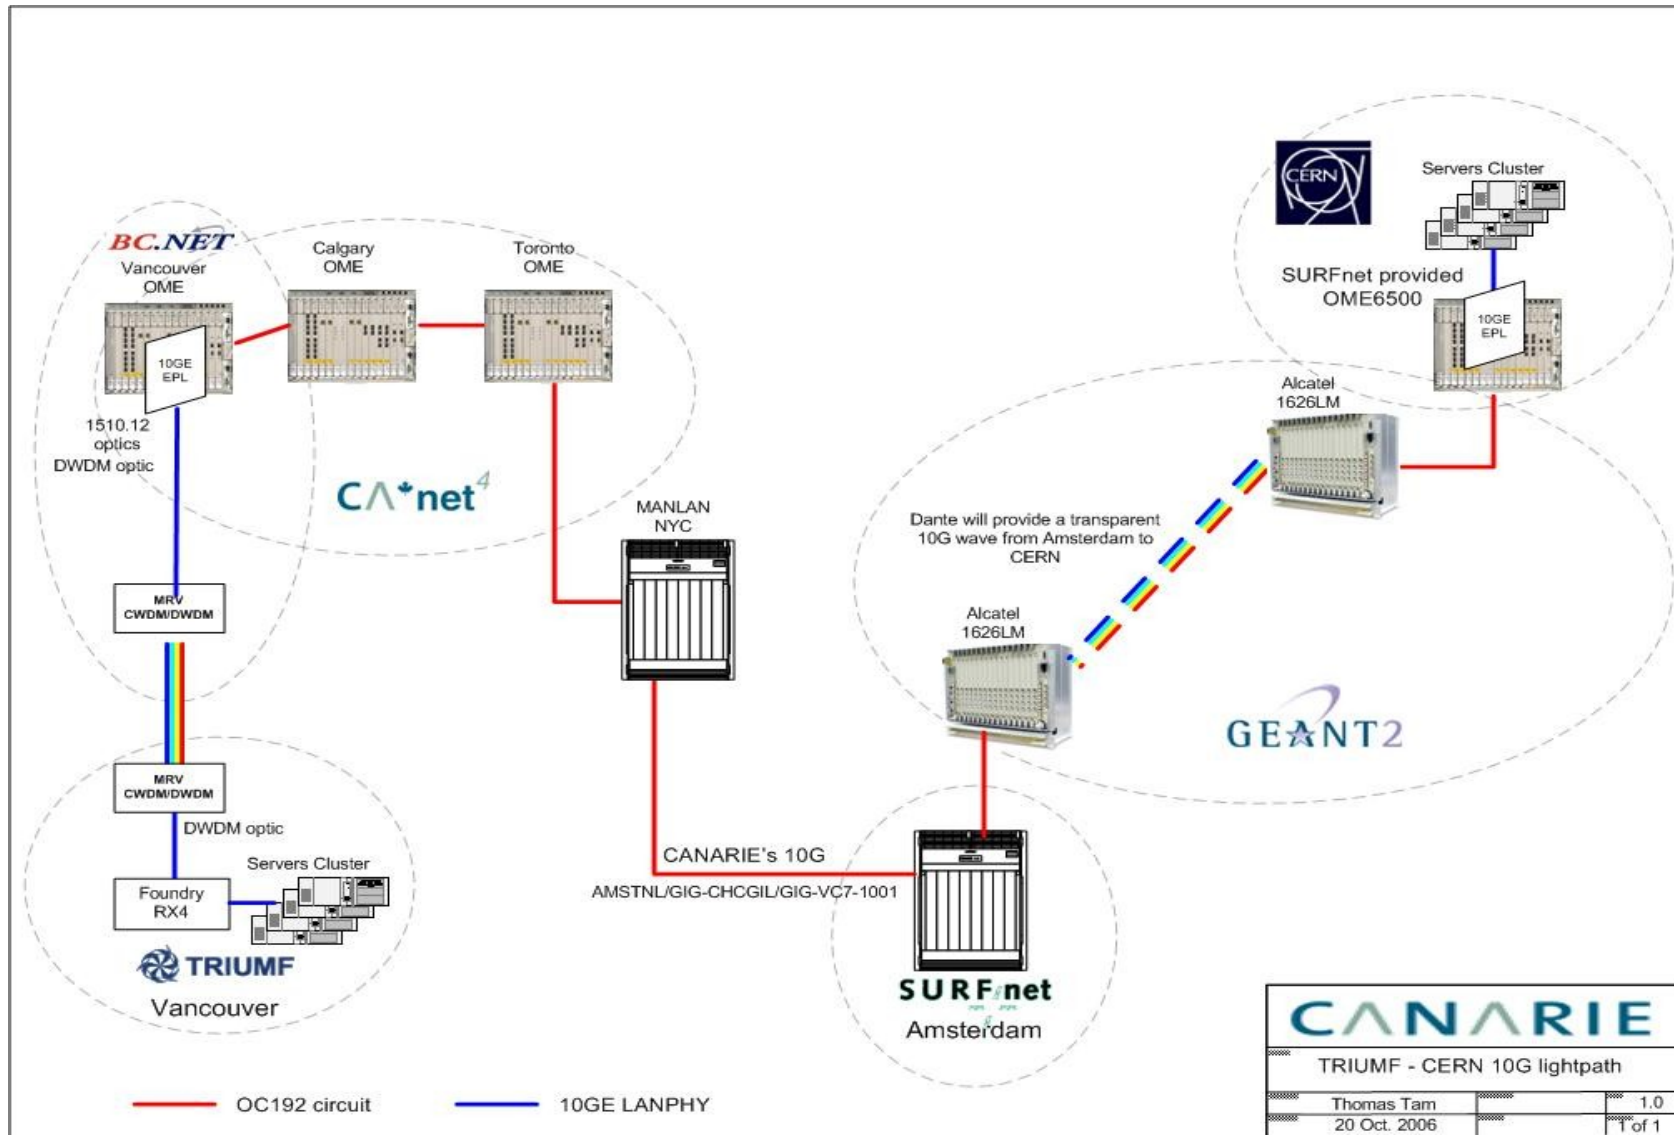 BC.NET
Vancouver
OME
Calgary
OME
Toronto
OME
10GE
EPL
1510.12
optics
DWDM optic
CA*net 4
MRV
CWDM/DWDM
MRV
CWDM/DWDM
DWDM optic
Servers Cluster
Foundry
RX4
TRIUMF
Vancouver
MANLAN
NYC
CANARIE's 10G
AMSTNL/GIG-CHCGIL/GIG-VC7-1001
SURFnet
Amsterdam
Alcatel
1626LM
Dante will provide a transparent
10G wave from Amsterdam to
CERN
Alcatel
1626LM
GEANT2
CERN
Servers Cluster
SURFnet provided
OME6500
10GE
EPL
OC192 circuit
10GE LANPHY
CANARIE
TRIUMF - CERN 10G lightpath
Thomas Tam
1.0
20 Oct. 2006
1 of 1